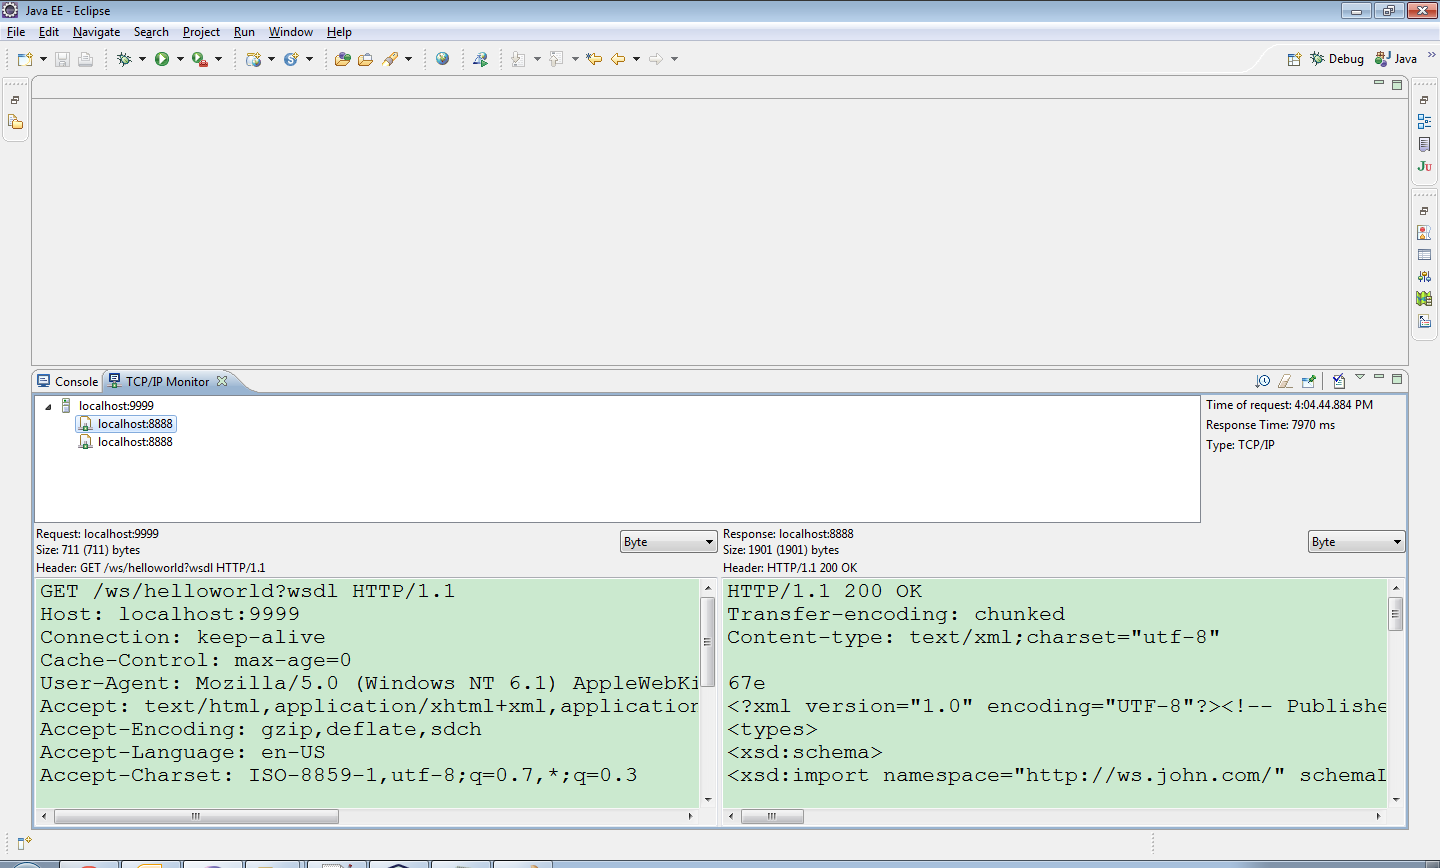 Java EE - Eclipse
File Edit Navigate Search Project Run Window Help
Debug Java »
JU
Console TCP/IP Monitor
localhost:9999
localhost:8888
localhost:8888
Time of request: 4:04.44.884 PM
Response Time: 7970 ms
Type: TCP/IP
Request: localhost:9999
Size: 711 (711) bytes
Header: GET /ws/helloworld?wsdl HTTP/1.1
Byte
Response: localhost:8888
Size: 1901 (1901) bytes
Header: HTTP/1.1 200 OK
Byte
GET /ws/helloworld?wsdl HTTP/1.1
Host: localhost:9999
Connection: keep-alive
Cache-Control: max-age=0
User-Agent: Mozilla/5.0 (Windows NT 6.1) AppleWebKi
Accept: text/html,application/xhtml+xml,application
Accept-Encoding: gzip,deflate,sdch
Accept-Language: en-US
Accept-Charset: ISO-8859-1,utf-8;q=0.7,*;q=0.3
HTTP/1.1 200 OK
Transfer-encoding: chunked
Content-type: text/xml;charset="utf-8"
67e
<?xml version="1.0" encoding="UTF-8"?><!-- Publishe
<types>
<xsd:schema>
<xsd:import namespace="http://ws.john.com/" schemaI